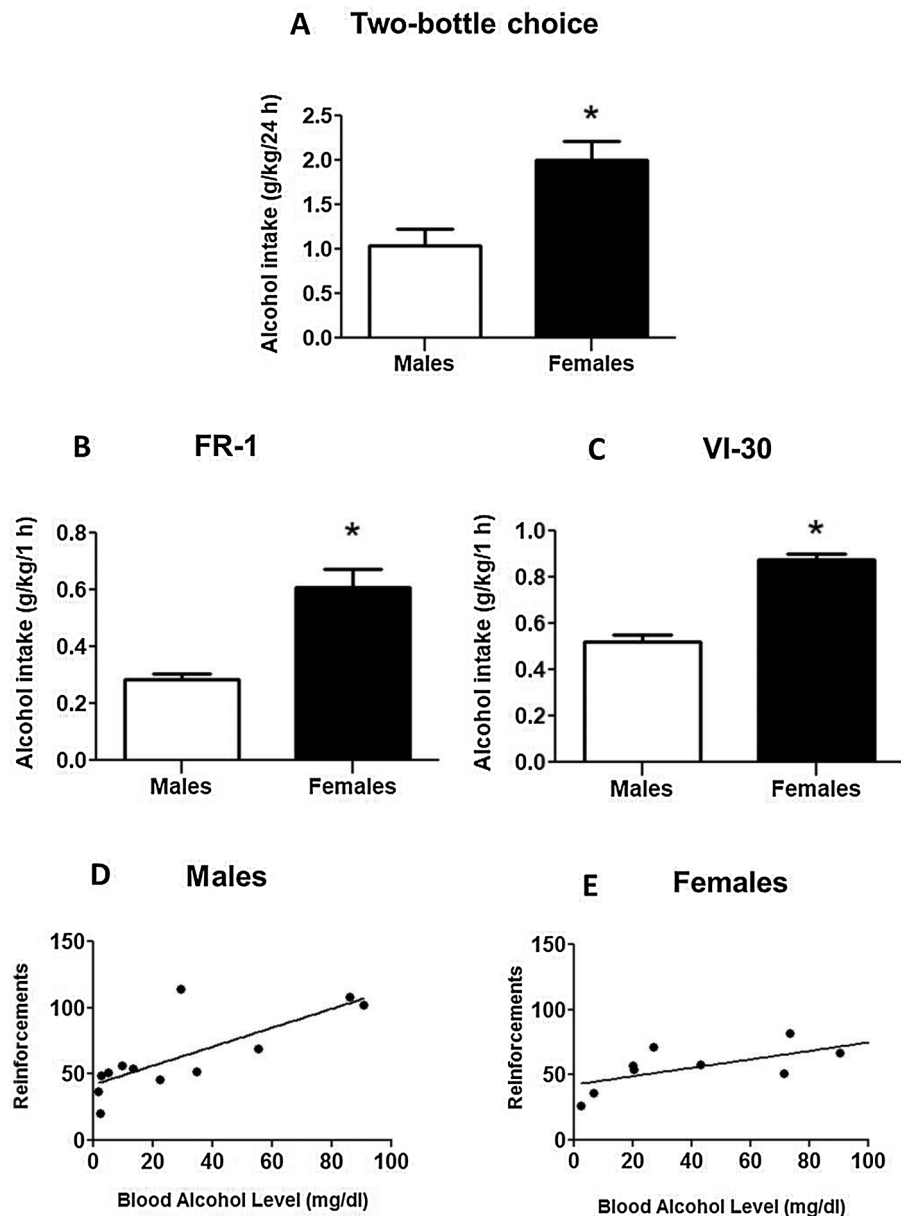 A Two-bottle choice
Alcohol intake (g/kg/24 h)
2.5
2.0
1.5
1.0
0.5
0.0
*
Males Females
B FR-1
Alcohol intake (g/kg/1 h)
0.8
0.6
0.4
0.2
0.0
*
Males Females
C VI-30
Alcohol intake (g/kg/1 h)
1.0
0.8
0.6
0.4
0.2
0.0
*
Males Females
D Males
Reinforcements
150
100
50
0
0 20 40 60 80 100
Blood Alcohol Level (mg/dl)
E Females
Reinforcements
150
100
50
0
0 20 40 60 80 100
Blood Alcohol Level (mg/dl)